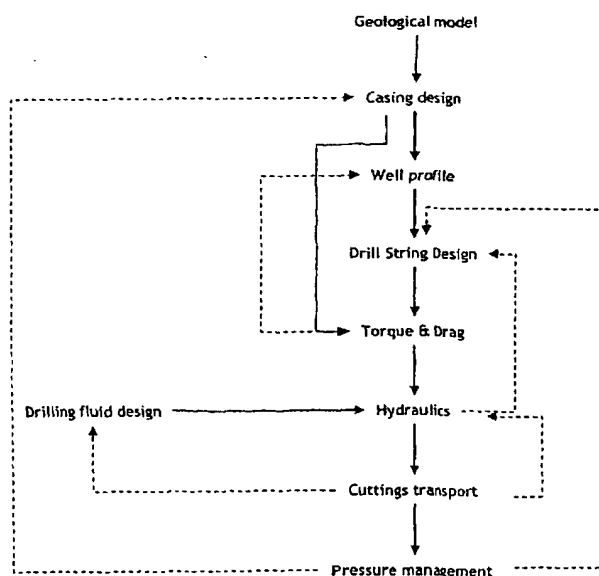 Geological model
Casing design
Well profile
Drill String Design
Torque & Drag
Drilling fluid design
Hydraulics
Cuttings transport
Pressure management